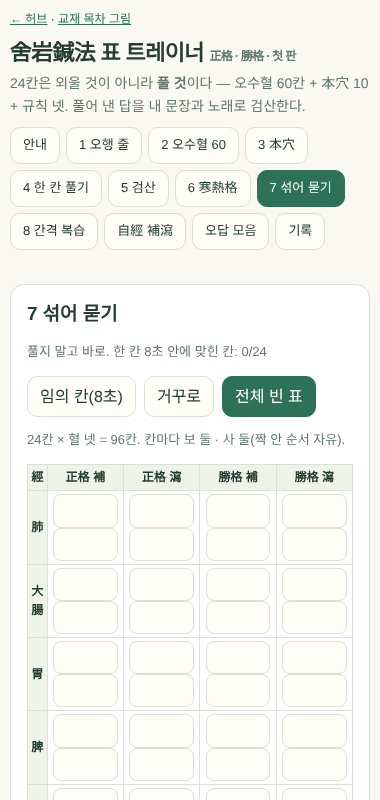 ← 허브 · 교재 목차 그림
舍岩鍼法 표 트레이너 正格 · 勝格 · 첫 판
24칸은 외울 것이 아니라 풀 것이다 — 오수혈 60칸 + 本穴 10
+ 규칙 넷. 풀어 낸 답을 내 문장과 노래로 검산한다.
안내 1 오행 줄 2 오수혈 60 3 本穴
4 한 칸 풀기 5 검산 6 寒熱格 7 섞어 묻기
8 간격 복습 自經 補瀉 오답 모음 기록
7 섞어 묻기
풀지 말고 바로. 한 칸 8초 안에 맞힌 칸: 0/24
임의 칸(8초) 거꾸로 전체 빈 표
24칸 × 혈 넷 = 96칸. 칸마다 보 둘 · 사 둘(짝 안 순서 자유).
經 正格 補 正格 瀉 勝格 補 勝格 瀉
肺
大
腸
胃
脾